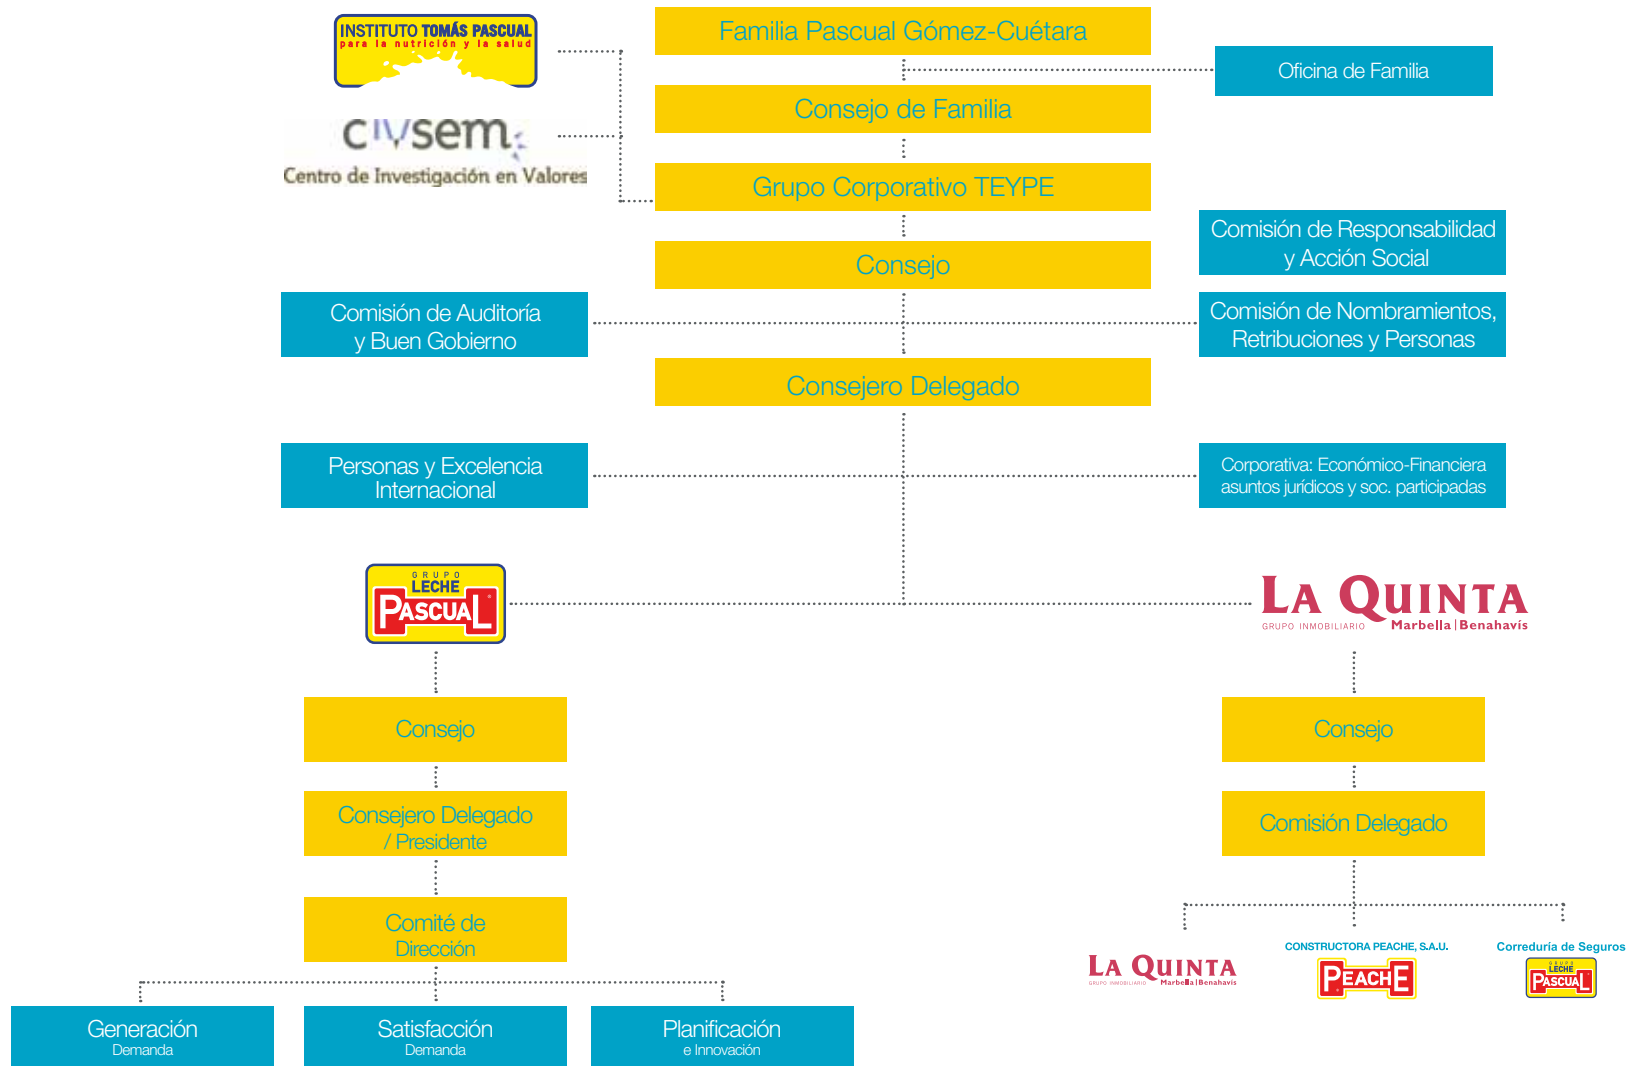 INSTITUTO TOMÁS PASCUAL
para la nutrición y la salud
Familia Pascual Gómez-Cuétara
Oficina de Familia
civsem
Centro de Investigación en Valores
Consejo de Familia
Grupo Corporativo TEYPE
Comisión de Responsabilidad
y Acción Social
Consejo
Comisión de Auditoría
y Buen Gobierno
Comisión de Nombramientos,
Retribuciones y Personas
Consejero Delegado
Personas y Excelencia
Internacional
Corporativa: Económico-Financiera
asuntos jurídicos y soc. participadas
GRUPO
LECHE
PASCUAL
LA QUINTA
GRUPO INMOBILIARIO Marbella | Benahavís
Consejo
Consejo
Consejero Delegado
/ Presidente
Comisión Delegado
Comité de
Dirección
LA QUINTA
GRUPO INMOBILIARIO Marbella | Benahavís
CONSTRUCTORA PEACHE, S.A.U.
PEACHE
Correduría de Seguros
GRUPO
LECHE
PASCUAL
Generación
Demanda
Satisfacción
Demanda
Planificación
e Innovación